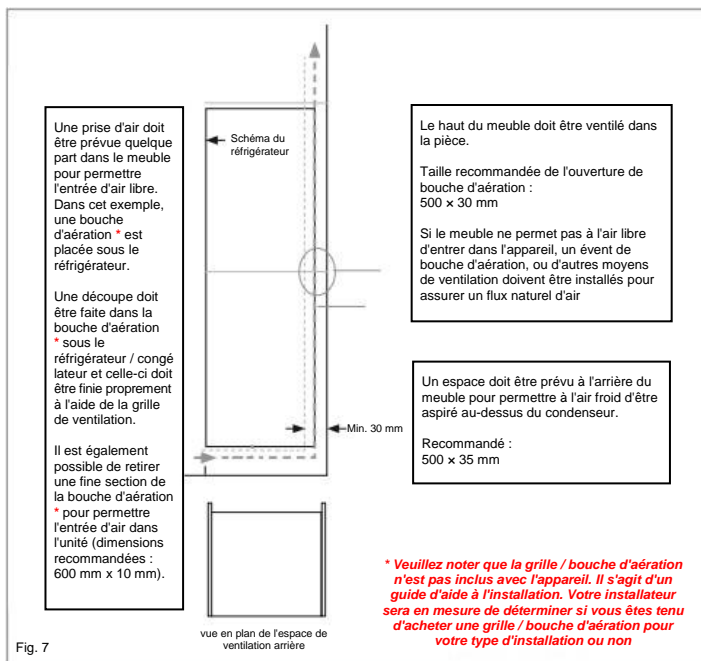 Une prise d'air doit
être prévue quelque
part dans le meuble
pour permettre
l'entrée d'air libre.
Dans cet exemple,
une bouche
d'aération * est
placée sous le
réfrigérateur.
Une découpe doit
être faite dans la
bouche d'aération
* sous le
réfrigérateur / congé
lateur et celle-ci doit
être finie proprement
à l'aide de la grille
de ventilation.
Il est également
possible de retirer
une fine section de
la bouche d'aération
* pour permettre
l'entrée d'air dans
l'unité (dimensions
recommandées :
600 mm x 10 mm).
Schéma du
réfrigérateur
Min. 30 mm
vue en plan de l'espace de
ventilation arrière
Le haut du meuble doit être ventilé dans
la pièce.
Taille recommandée de l'ouverture de
bouche d'aération :
500 × 30 mm
Si le meuble ne permet pas à l'air libre
d'entrer dans l'appareil, un évent de
bouche d'aération, ou d'autres moyens
de ventilation doivent être installés pour
assurer un flux naturel d'air
Un espace doit être prévu à l'arrière du
meuble pour permettre à l'air froid d'être
aspiré au-dessus du condenseur.
Recommandé :
500 × 35 mm
* Veuillez noter que la grille / bouche d'aération
n'est pas inclus avec l'appareil. Il s'agit d'un
guide d'aide à l'installation. Votre installateur
sera en mesure de déterminer si vous êtes tenu
d'acheter une grille / bouche d'aération pour
votre type d'installation ou non
Fig. 7